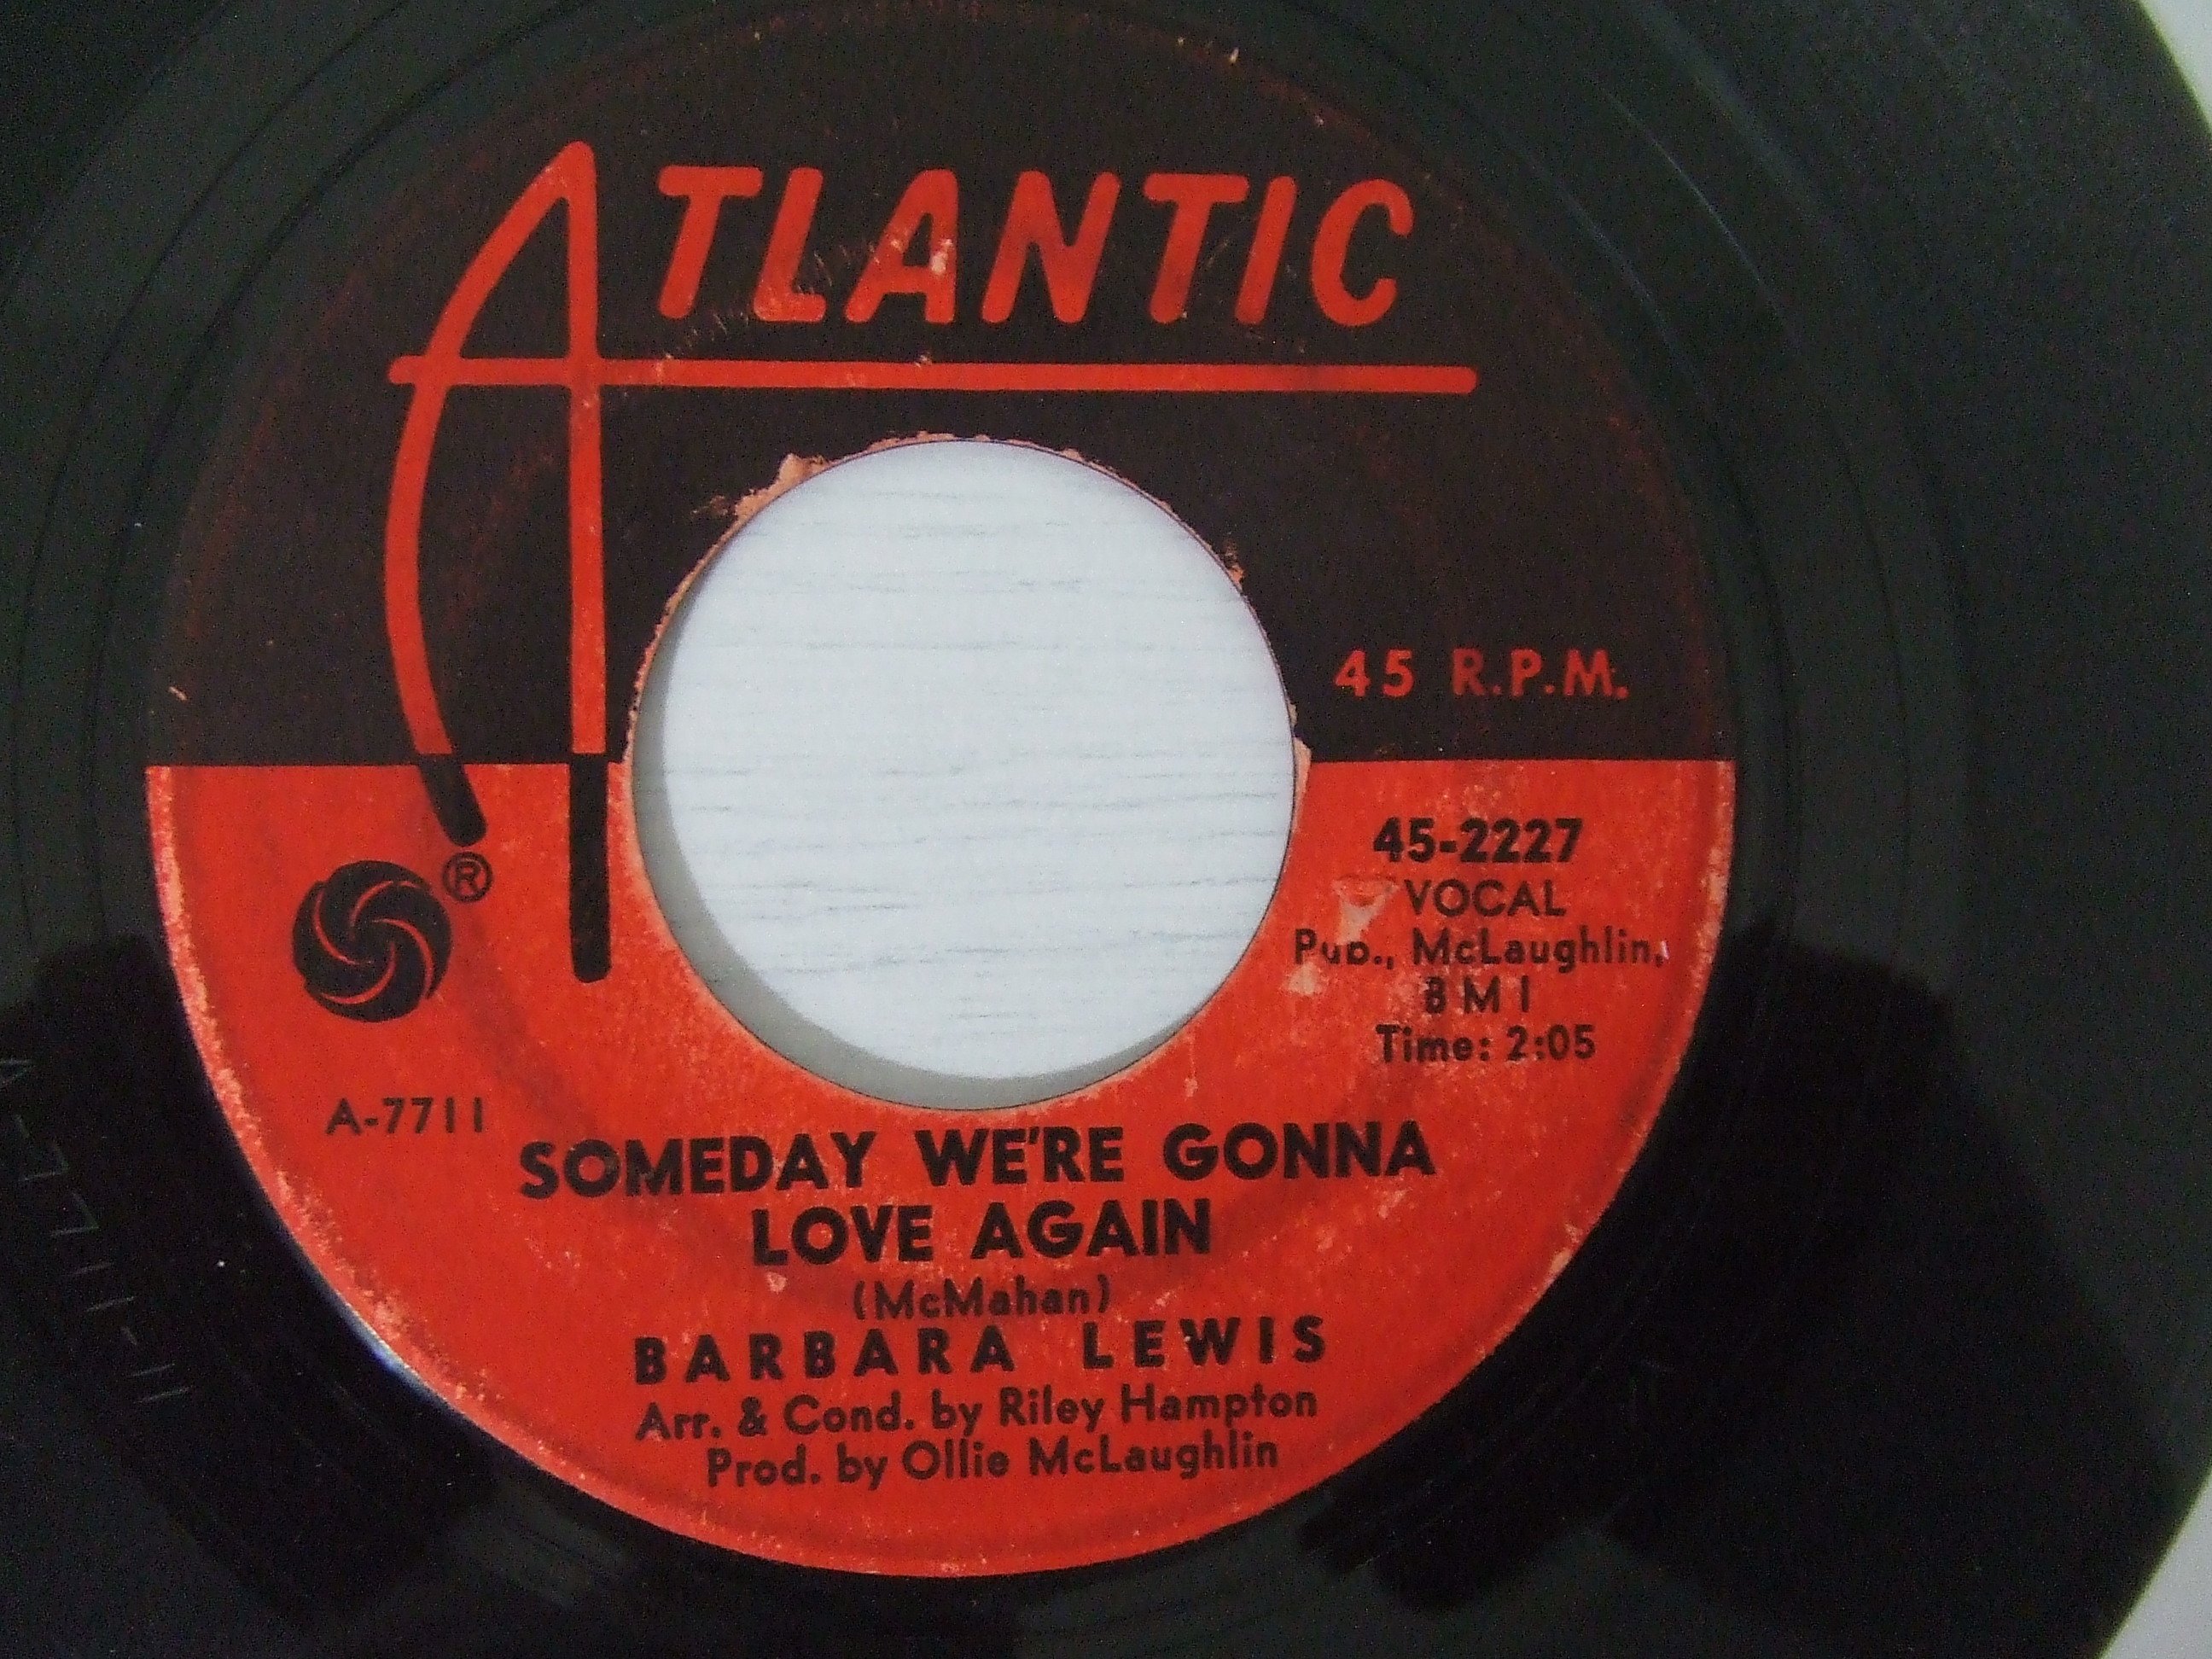 ATLANTIC
45 R.P.M.
45-2227
®
VOCAL
Pub., McLaughlin,
BMI
Time: 2:05
A-7711
SOMEDAY WE'RE GONNA
LOVE AGAIN
(McMahan)
BARBARA LEWIS
Arr. & Cond. by Riley Hampton
Prod. by Ollie McLaughlin